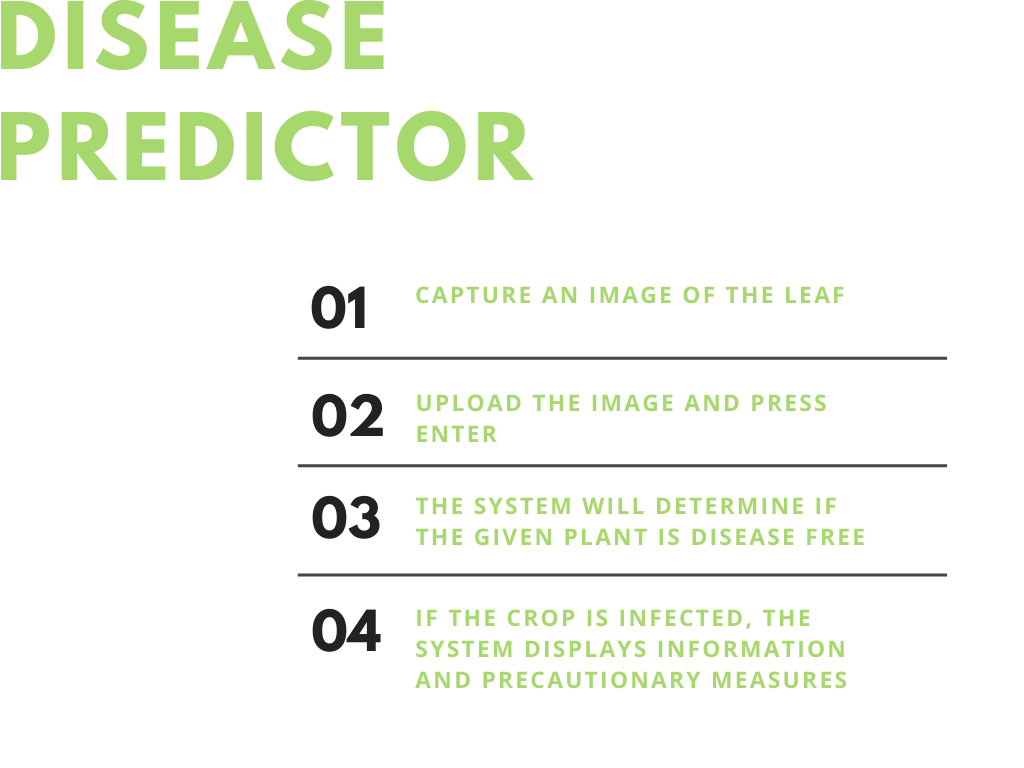 DISEASE
PREDICTOR
01 CAPTURE AN IMAGE OF THE LEAF
02 UPLOAD THE IMAGE AND PRESS
ENTER
03 THE SYSTEM WILL DETERMINE IF
THE GIVEN PLANT IS DISEASE FREE
04 IF THE CROP IS INFECTED, THE
SYSTEM DISPLAYS INFORMATION
AND PRECAUTIONARY MEASURES